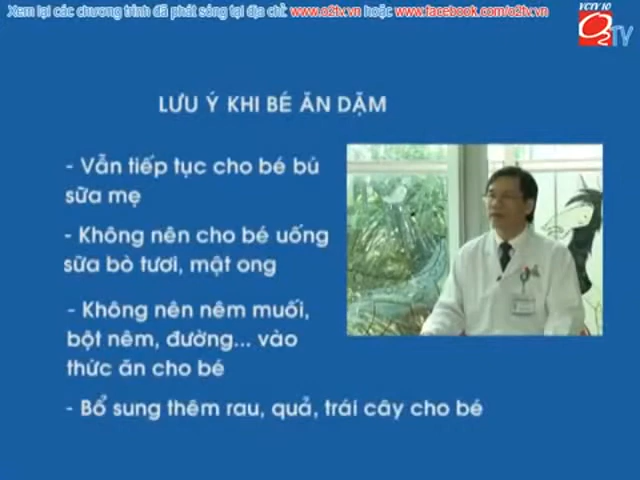 Xem lại các chương trình đã phát sóng tại địa chỉ: www.o2tv.vn hoặc www.facebook.com/o2tv.vn
VCTV 10
O2TV
LƯU Ý KHI BÉ ĂN DẶM
- Vẫn tiếp tục cho bé bú
sữa mẹ
- Không nên cho bé uống
sữa bò tươi, mật ong
- Không nên nêm muối,
bột nêm, đường... vào
thức ăn cho bé
- Bổ sung thêm rau, quả, trái cây cho bé